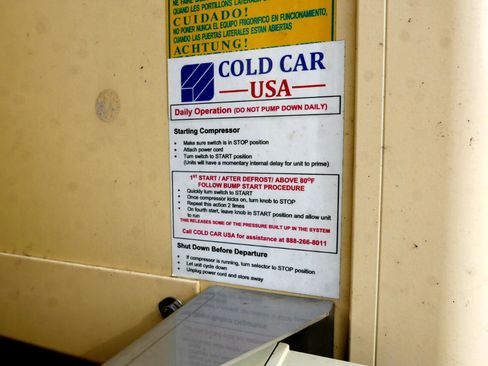 QUAND LES PORTILLONS LATERAUX
CUIDADO!
NO PONER NUNCA EL EQUIPO FRIGORIFICO EN FUNCIONAMIENTO,
CUANDO LAS PUERTAS LATERALES ESTAN ABIERTAS
ACHTUNG!
COLD CAR
USA
Daily Operation (DO NOT PUMP DOWN DAILY)
Starting Compressor
• Make sure switch is in STOP position
• Attach power cord
• Turn switch to START position
(Units will have a momentary internal delay for unit to prime)
1ST START / AFTER DEFROST/ ABOVE 80°F
FOLLOW BUMP START PROCEDURE
• Quickly turn switch to START
• Once compressor kicks on, turn knob to STOP
• Repeat this action 2 times
• On fourth start, leave knob in START position and allow unit
to run
THIS RELEASES SOME OF THE PRESSURE BUILT UP IN THE SYSTEM
Call COLD CAR USA for assistance at 888-266-8011
Shut Down Before Departure
• If compressor is running, turn selector to STOP position
• Let unit cycle down
• Unplug power cord and store away